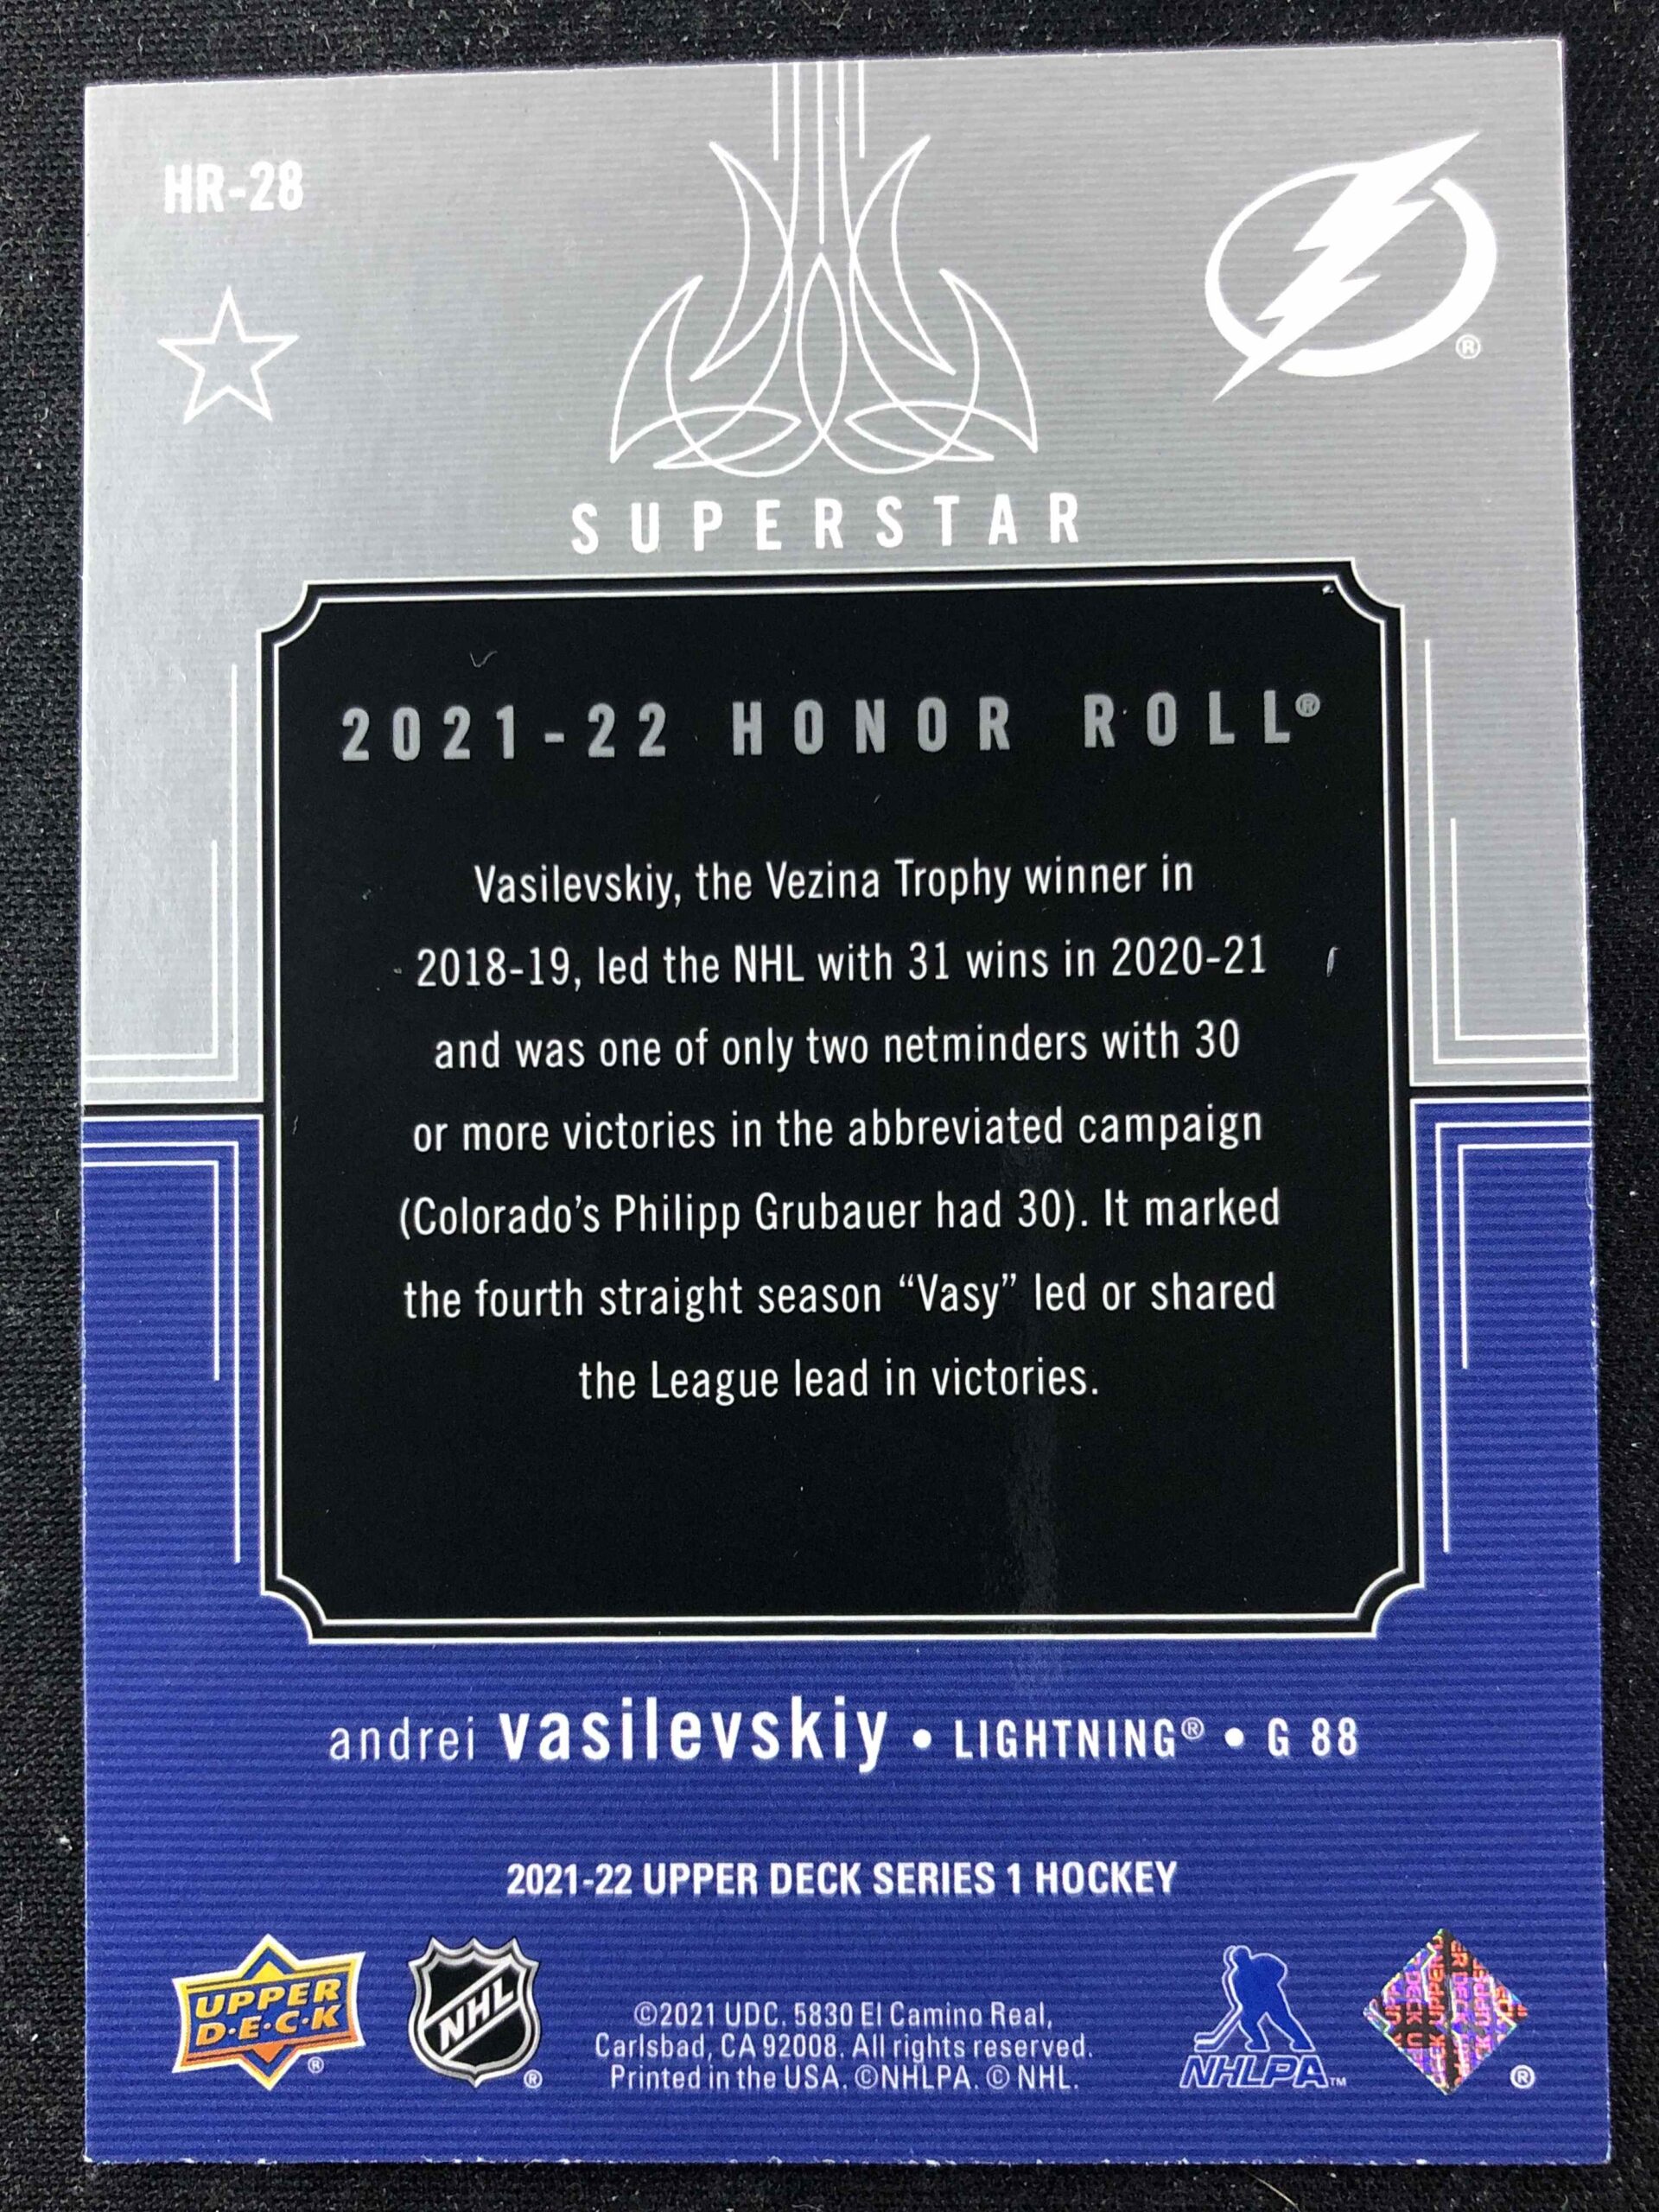 HR-28
SUPERSTAR
®
2021-22 HONOR ROLL®
Vasilevskiy, the Vezina Trophy winner in
2018-19, led the NHL with 31 wins in 2020-21
and was one of only two netminders with 30
or more victories in the abbreviated campaign
(Colorado's Philipp Grubauer had 30). It marked
the fourth straight season “Vasy” led or shared
the League lead in victories.
andrei vasilevskiy • LIGHTNING® • G 88
2021-22 UPPER DECK SERIES 1 HOCKEY
UPPER
D·E·C·K
®
NHL
®
©2021 UDC. 5830 El Camino Real,
Carlsbad, CA 92008. All rights reserved.
Printed in the USA. ©NHLPA. © NHL.
NHLPA™
®